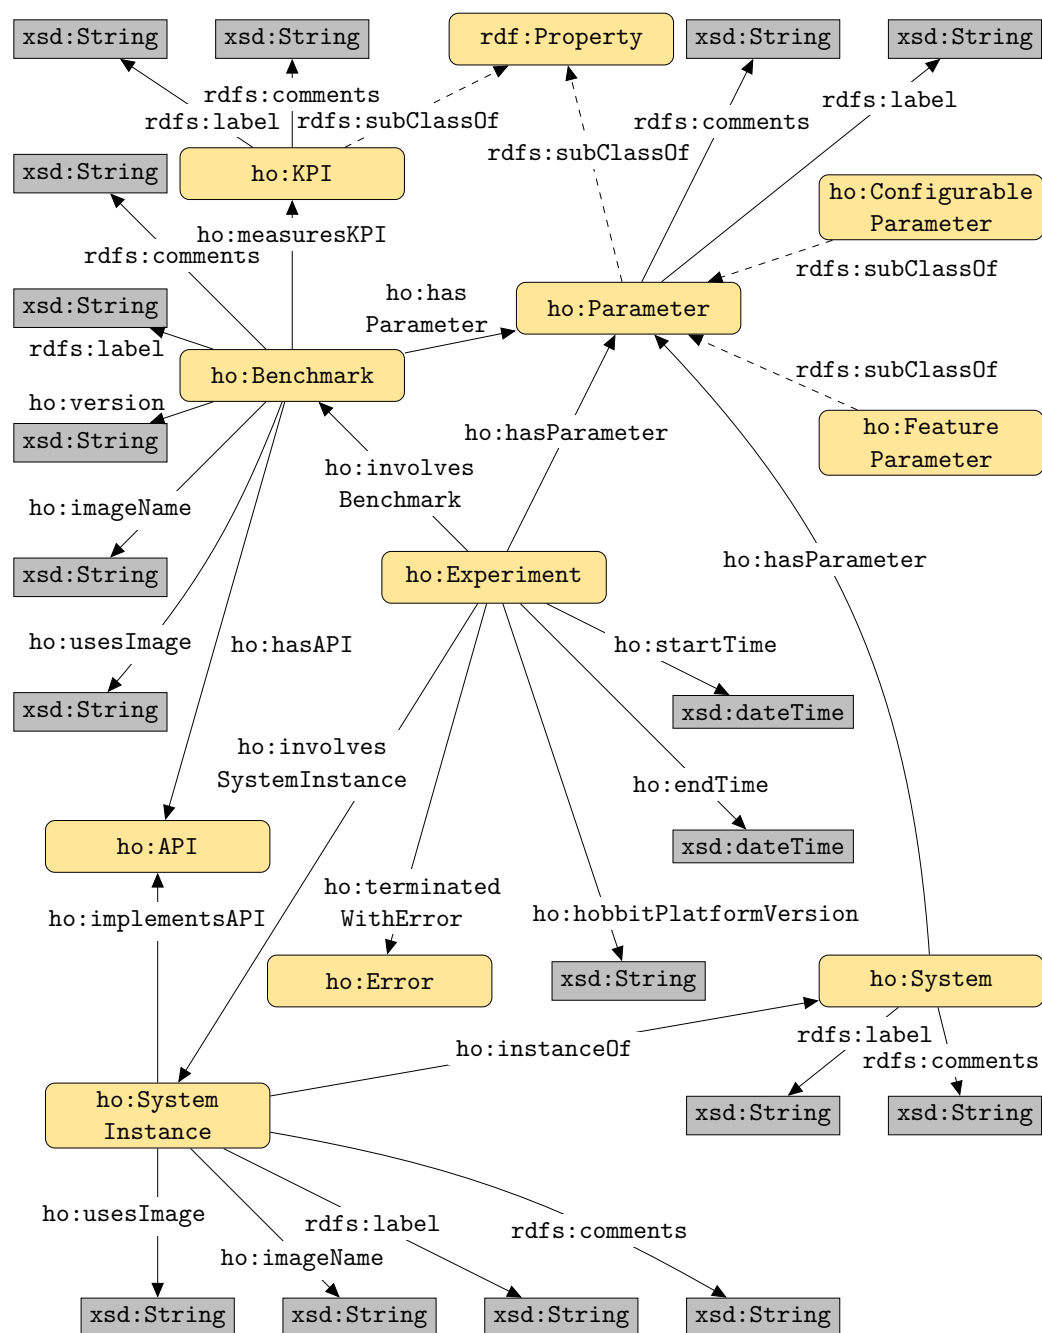 xsd:String
xsd:String
rdf:Property
xsd:String
xsd:String
rdfs:comments
rdfs:label
rdfs:subClassOf
rdfs:label
rdfs:comments
rdfs:subClassOf
xsd:String
ho:KPI
ho:Configurable
Parameter
ho:measuresKPI
rdfs:comments
rdfs:subClassOf
xsd:String
ho:has
Parameter
ho:Parameter
rdfs:label
ho:Benchmark
rdfs:subClassOf
ho:version
xsd:String
ho:hasParameter
ho:Feature
Parameter
ho:involves
Benchmark
ho:imageName
xsd:String
ho:Experiment
ho:hasParameter
ho:usesImage
ho:hasAPI
ho:startTime
xsd:String
xsd:dateTime
ho:involves
SystemInstance
ho:endTime
ho:API
xsd:dateTime
ho:implementsAPI
ho:terminated
WithError
ho:hobbitPlatformVersion
ho:Error
xsd:String
ho:System
ho:instanceOf
rdfs:label
rdfs:comments
ho:System
Instance
xsd:String
xsd:String
ho:usesImage
rdfs:label
rdfs:comments
ho:imageName
xsd:String
xsd:String
xsd:String
xsd:String